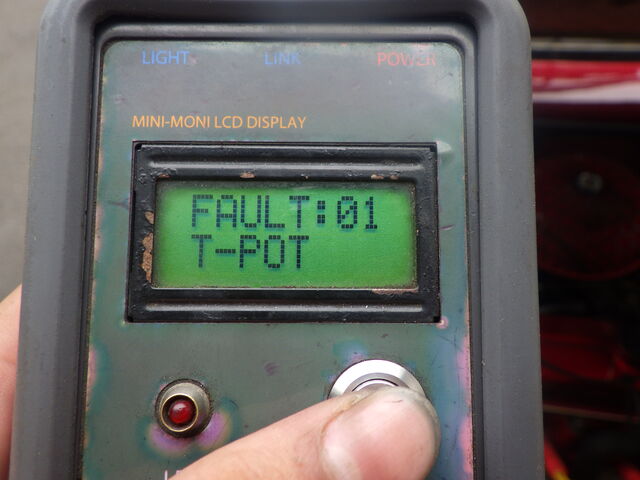 LIGHT LINK POWER
MINI-MONI LCD DISPLAY
FAULT:01
T-POT